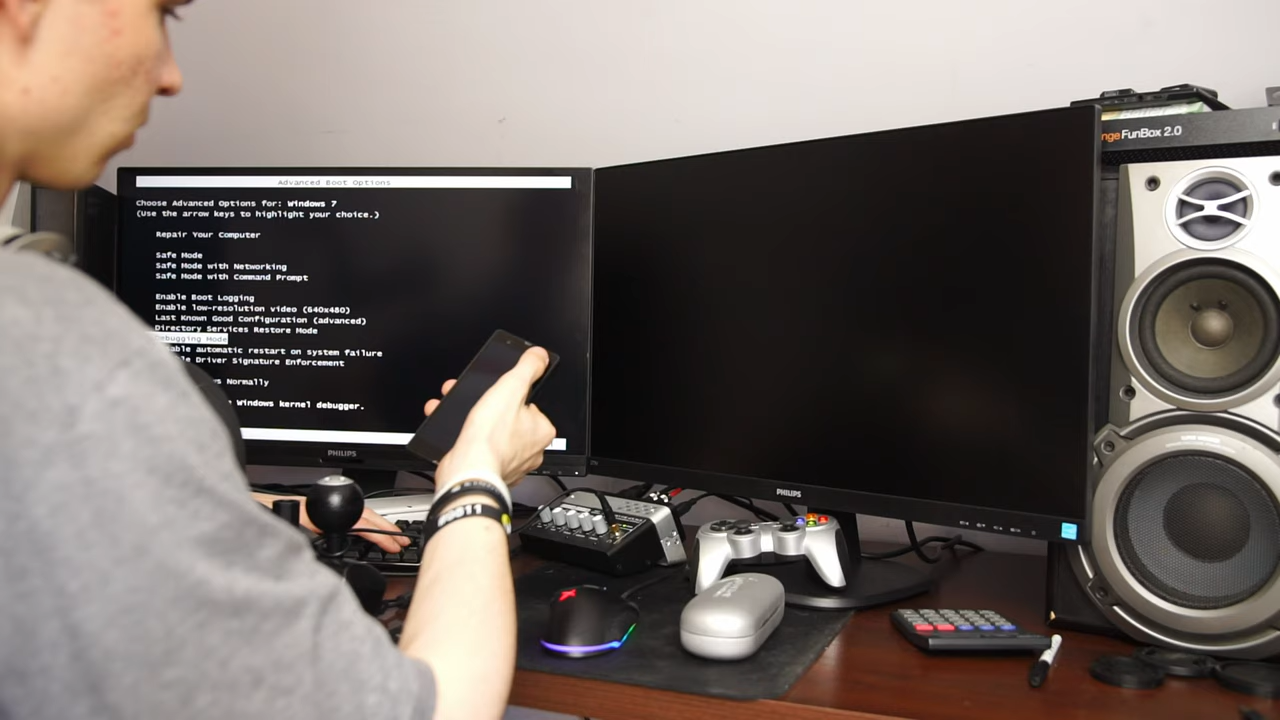 Advanced Boot Options
Choose Advanced Options for: Windows 7
(Use the arrow keys to highlight your choice.)
Repair Your Computer
Safe Mode
Safe Mode with Networking
Safe Mode with Command Prompt
Enable Boot Logging
Enable low-resolution video (640x480)
Last Known Good Configuration (advanced)
Directory Services Restore Mode
ebugging Mode
able automatic restart on system failure
le Driver Signature Enforcement
s Normally
Windows kernel debugger.
PHILIPS
PHILIPS
nge FunBox 2.0